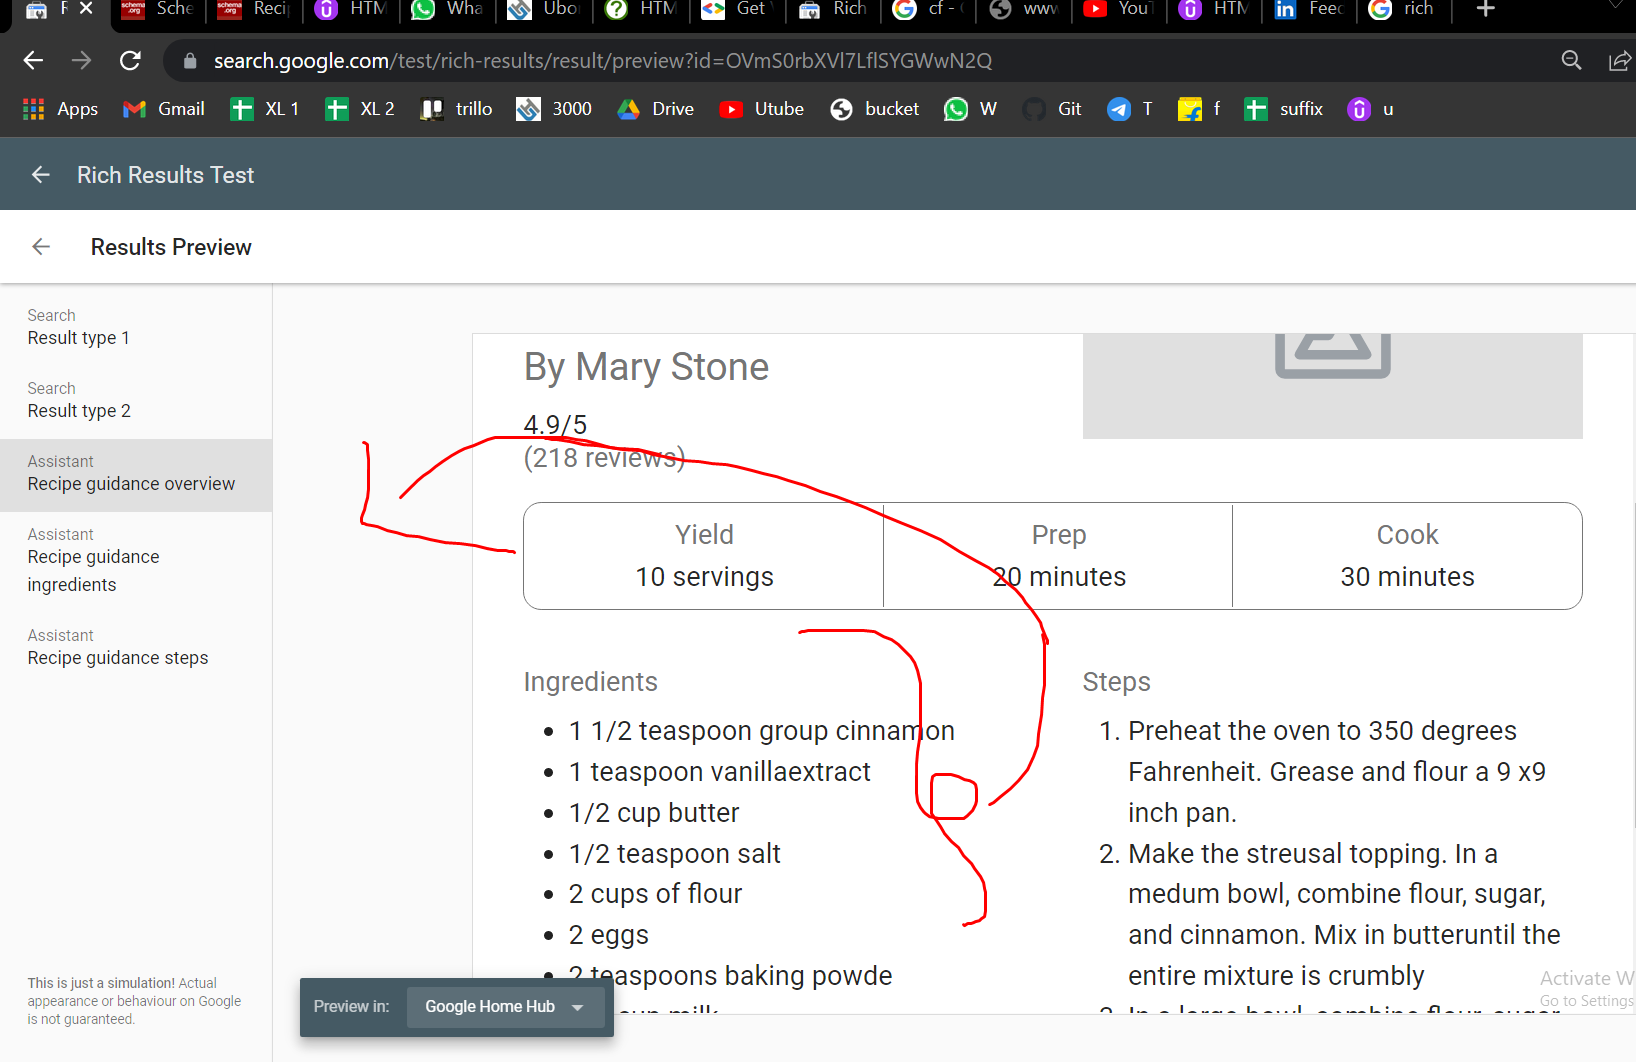 Sche
Reci
HTM
Wha
Ubo
HTM
Get
Rich
cf -
www
YouT
HTM
Feed
rich
search.google.com/test/rich-results/result/preview?id=OVmS0rbXVl7LflSYGWwN2Q
Apps Gmail XL 1 XL 2 trillo 3000 Drive Utube bucket W Git T f suffix u
Rich Results Test
Results Preview
Search
Result type 1
Search
Result type 2
Assistant
Recipe guidance overview
Assistant
Recipe guidance
ingredients
Assistant
Recipe guidance steps
This is just a simulation! Actual
appearance or behaviour on Google
is not guaranteed.
By Mary Stone
4.9/5
(218 reviews)
Yield Prep Cook
10 servings 20 minutes 30 minutes
Ingredients
1 1/2 teaspoon group cinnamon
1 teaspoon vanillaextract
1/2 cup butter
1/2 teaspoon salt
2 cups of flour
2 eggs
2 teaspoons baking powde
cup milk
Steps
1. Preheat the oven to 350 degrees
Fahrenheit. Grease and flour a 9 x9
inch pan.
2. Make the streusal topping. In a
medum bowl, combine flour, sugar,
and cinnamon. Mix in butteruntil the
entire mixture is crumbly
3. In a large bowl, combine flour, sugar
Preview in: Google Home Hub
Activate W
Go to Settings